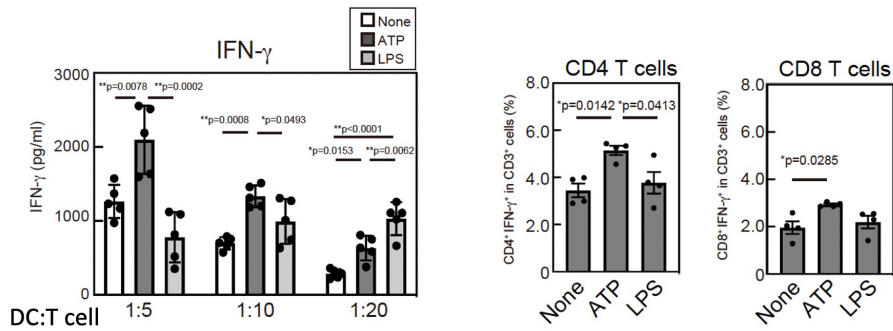 None
ATP
LPS
IFN-γ
3000
2000
1000
0
IFN-γ (pg/ml)
**p=0.0078
**p=0.0002
**p=0.0008
*p=0.0493
**p<0.0001
*p=0.0153
**p=0.0062
DC:T cell
1:5
1:10
1:20
CD4 T cells
8.0
6.0
4.0
2.0
0
CD4⁺IFN-γ⁺ in CD3⁺ cells (%)
*p=0.0142
*p=0.0413
None
ATP
LPS
CD8 T cells
8.0
6.0
4.0
2.0
0
CD8⁺IFN-γ⁺ in CD3⁺ cells (%)
*p=0.0285
None
ATP
LPS